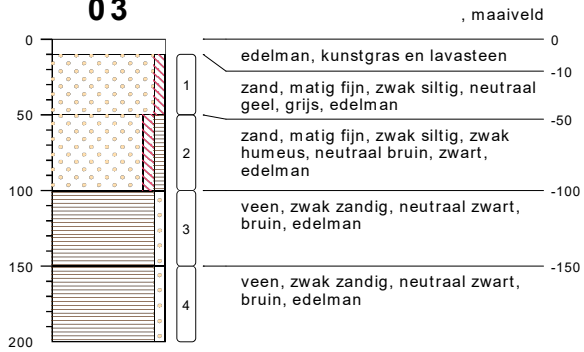 03
, maaiveld
0
0
edelman, kunstgras en lavasteen
-10
1
zand, matig fijn, zwak siltig, neutraal
geel, grijs, edelman
50
-50
2
zand, matig fijn, zwak siltig, zwak
humeus, neutraal bruin, zwart,
edelman
100
-100
3
veen, zwak zandig, neutraal zwart,
bruin, edelman
150
-150
4
veen, zwak zandig, neutraal zwart,
bruin, edelman
200